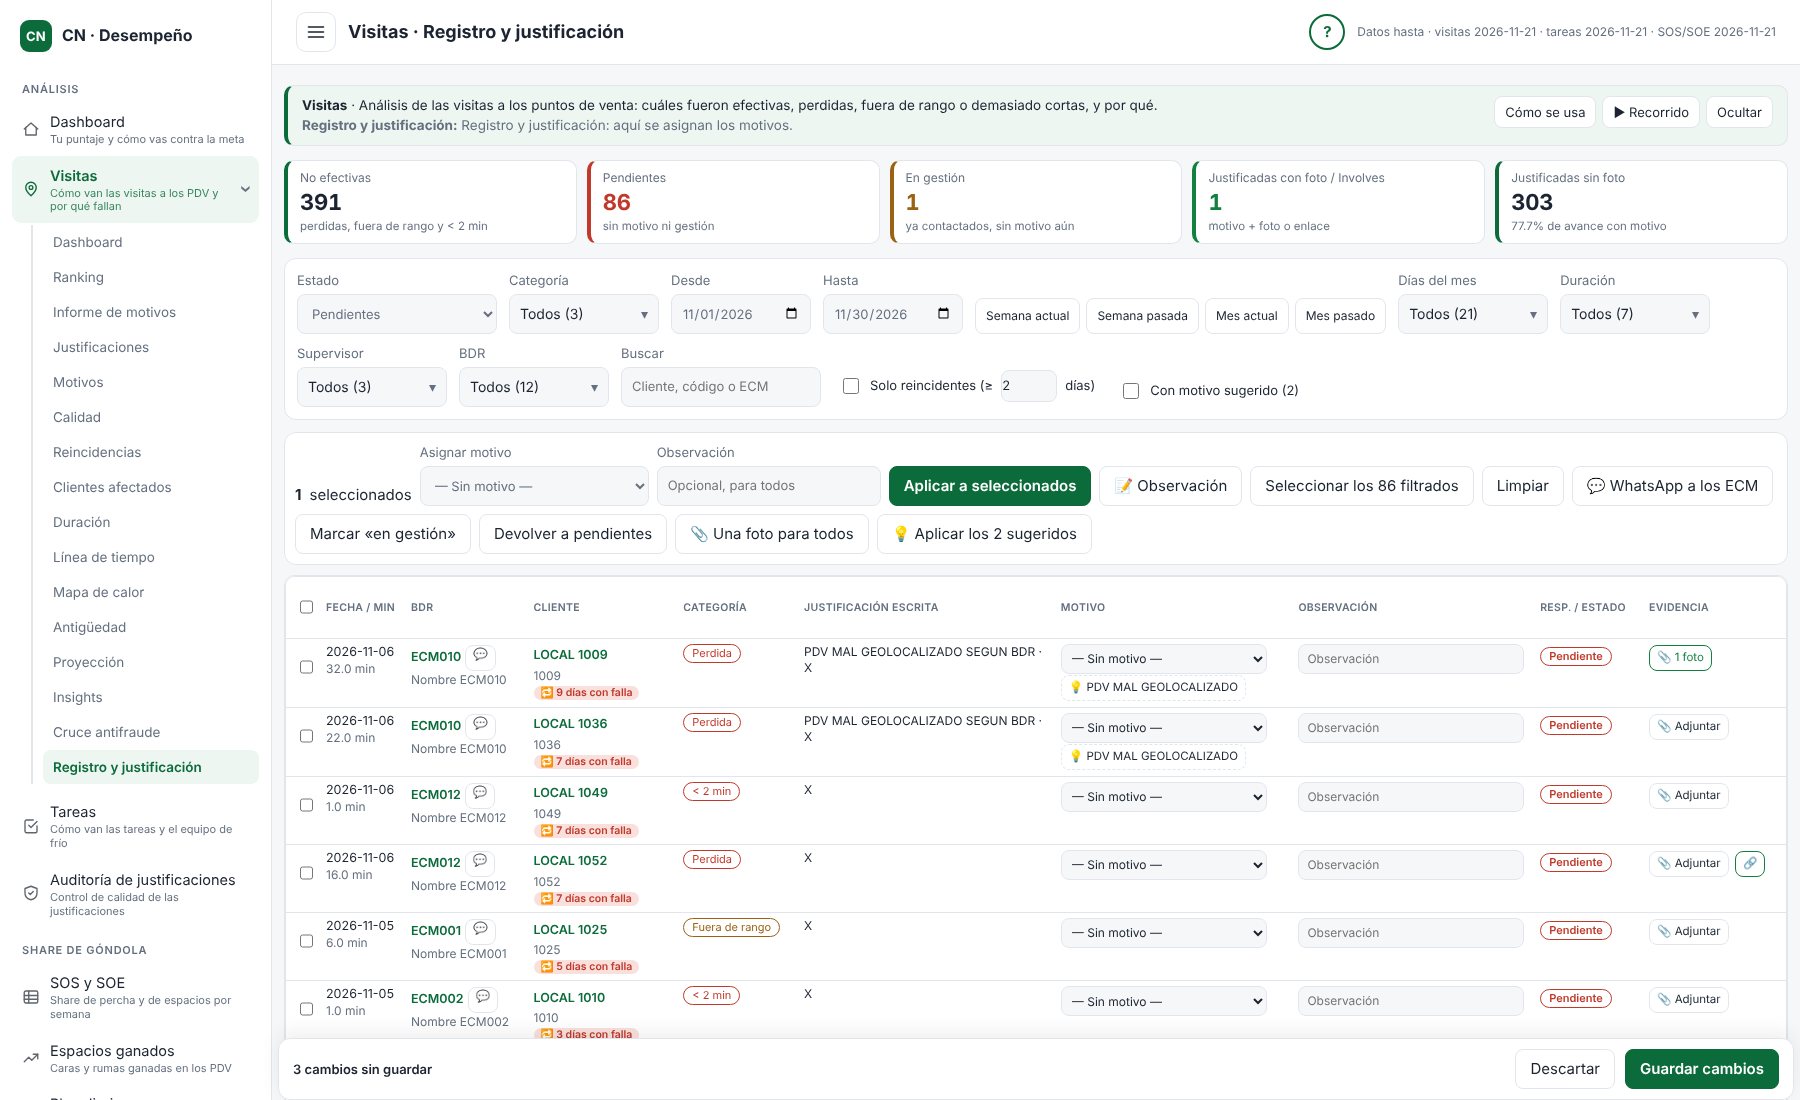 CN
CN · Desempeño
ANÁLISIS
Dashboard
Tu puntaje y cómo vas contra la meta
Visitas
Cómo van las visitas a los PDV y
por qué fallan
Dashboard
Ranking
Informe de motivos
Justificaciones
Motivos
Calidad
Reincidencias
Clientes afectados
Duración
Línea de tiempo
Mapa de calor
Antigüedad
Proyección
Insights
Cruce antifraude
Registro y justificación
Tareas
Cómo van las tareas y el equipo de
frío
Auditoría de justificaciones
Control de calidad de las
justificaciones
SHARE DE GÓNDOLA
SOS y SOE
Share de percha y de espacios por
semana
Espacios ganados
Caras y rumas ganadas en los PDV
Visitas · Registro y justificación
?
Datos hasta · visitas 2026-11-21 · tareas 2026-11-21 · SOS/SOE 2026-11-21
Visitas · Análisis de las visitas a los puntos de venta: cuáles fueron efectivas, perdidas, fuera de rango o demasiado cortas, y por qué.
Registro y justificación: Registro y justificación: aquí se asignan los motivos.
Cómo se usa
▶ Recorrido
Ocultar
No efectivas
391
perdidas, fuera de rango y < 2 min
Pendientes
86
sin motivo ni gestión
En gestión
1
ya contactados, sin motivo aún
Justificadas con foto / Involves
1
motivo + foto o enlace
Justificadas sin foto
303
77.7% de avance con motivo
Estado
Pendientes
Categoría
Todos (3)
Desde
11/01/2026
Hasta
11/30/2026
Semana actual
Semana pasada
Mes actual
Mes pasado
Días del mes
Todos (21)
Duración
Todos (7)
Supervisor
Todos (3)
BDR
Todos (12)
Buscar
Cliente, código o ECM
Solo reincidentes (≥ 2 días)
Con motivo sugerido (2)
1 seleccionados
Asignar motivo
— Sin motivo —
Observación
Opcional, para todos
Aplicar a seleccionados
📝 Observación
Seleccionar los 86 filtrados
Limpiar
💬 WhatsApp a los ECM
Marcar «en gestión»
Devolver a pendientes
📎 Una foto para todos
💡 Aplicar los 2 sugeridos
FECHA / MIN BDR CLIENTE CATEGORÍA JUSTIFICACIÓN ESCRITA MOTIVO OBSERVACIÓN RESP. / ESTADO EVIDENCIA
2026-11-06
32.0 min
ECM010 💬
Nombre ECM010
LOCAL 1009
1009
🔁 9 días con falla
Perdida
PDV MAL GEOLOCALIZADO SEGUN BDR ·
X
— Sin motivo —
💡 PDV MAL GEOLOCALIZADO
Observación
Pendiente
📎 1 foto
2026-11-06
22.0 min
ECM010 💬
Nombre ECM010
LOCAL 1036
1036
🔁 7 días con falla
Perdida
PDV MAL GEOLOCALIZADO SEGUN BDR ·
X
— Sin motivo —
💡 PDV MAL GEOLOCALIZADO
Observación
Pendiente
📎 Adjuntar
2026-11-06
1.0 min
ECM012 💬
Nombre ECM012
LOCAL 1049
1049
🔁 7 días con falla
< 2 min
X
— Sin motivo —
Observación
Pendiente
📎 Adjuntar
2026-11-06
16.0 min
ECM012 💬
Nombre ECM012
LOCAL 1052
1052
🔁 7 días con falla
Perdida
X
— Sin motivo —
Observación
Pendiente
📎 Adjuntar 🔗
2026-11-05
6.0 min
ECM001 💬
Nombre ECM001
LOCAL 1025
1025
🔁 5 días con falla
Fuera de rango
X
— Sin motivo —
Observación
Pendiente
📎 Adjuntar
2026-11-05
1.0 min
ECM002 💬
Nombre ECM002
LOCAL 1010
1010
🔁 3 días con falla
< 2 min
X
— Sin motivo —
Observación
Pendiente
📎 Adjuntar
3 cambios sin guardar
Descartar
Guardar cambios